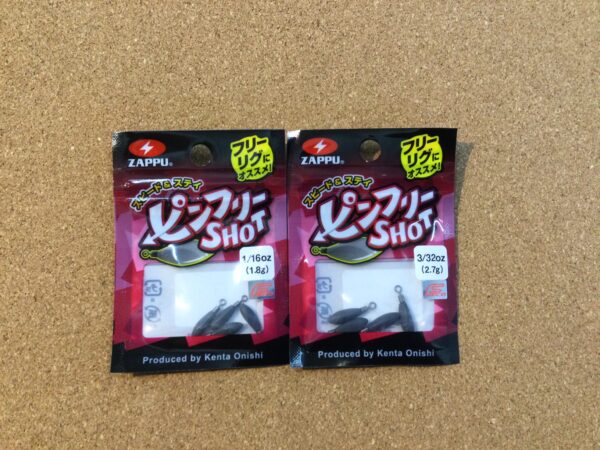 ZAPPU®
フリー
リグに
オススメ!
スピード&ステイ
ピンフリー
SHOT
1/16oz
(1.8g)
Produced by Kenta Onishi
ZAPPU®
フリー
リグに
オススメ!
スピード&ステイ
ピンフリー
SHOT
3/32oz
(2.7g)
Produced by Kenta Onishi